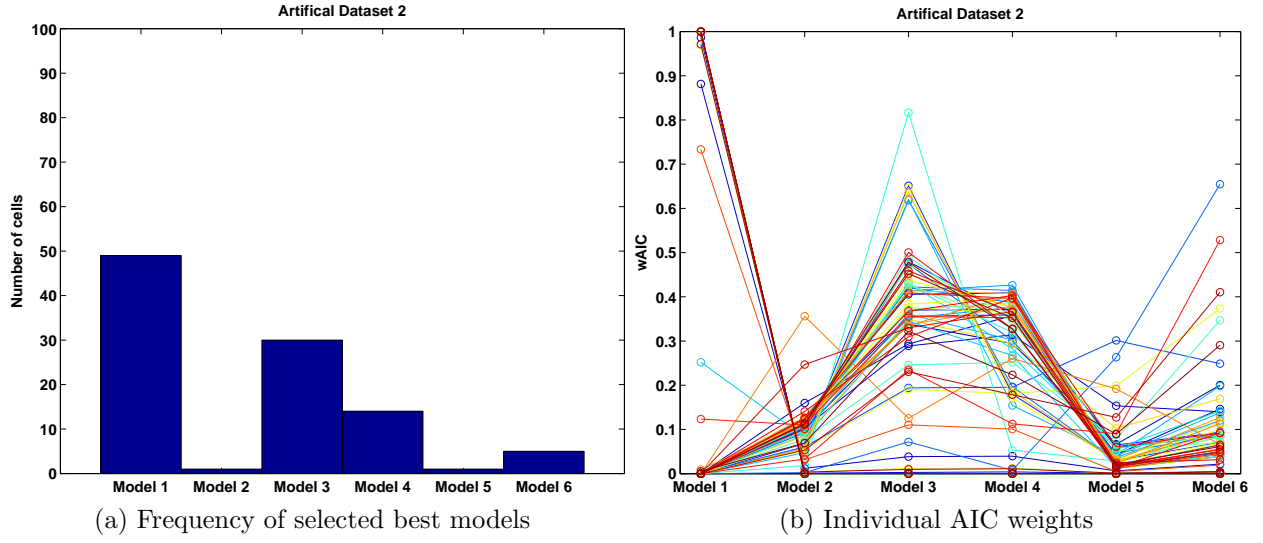 Artifical Dataset 2
100
90
80
70
60
50
40
30
20
10
0
Number of cells
Model 1 Model 2 Model 3 Model 4 Model 5 Model 6
(a) Frequency of selected best models
Artifical Dataset 2
1
0.9
0.8
0.7
0.6
0.5
0.4
0.3
0.2
0.1
0
wAIC
Model 1 Model 2 Model 3 Model 4 Model 5 Model 6
(b) Individual AIC weights